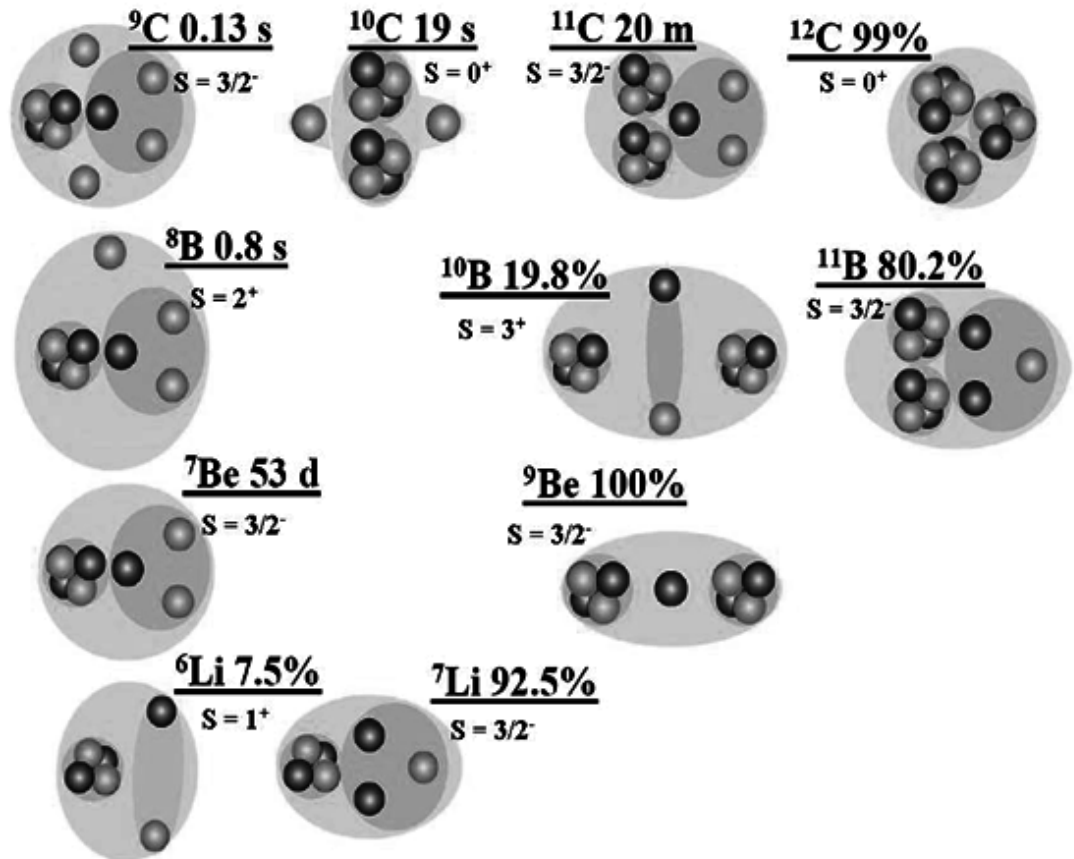 ⁹C 0.13 s
S = 3/2⁻
¹⁰C 19 s
S = 0⁺
¹¹C 20 m
S = 3/2⁻
¹²C 99%
S = 0⁺
⁸B 0.8 s
S = 2⁺
¹⁰B 19.8%
S = 3⁺
¹¹B 80.2%
S = 3/2⁻
⁷Be 53 d
S = 3/2⁻
⁹Be 100%
S = 3/2⁻
⁶Li 7.5%
S = 1⁺
⁷Li 92.5%
S = 3/2⁻